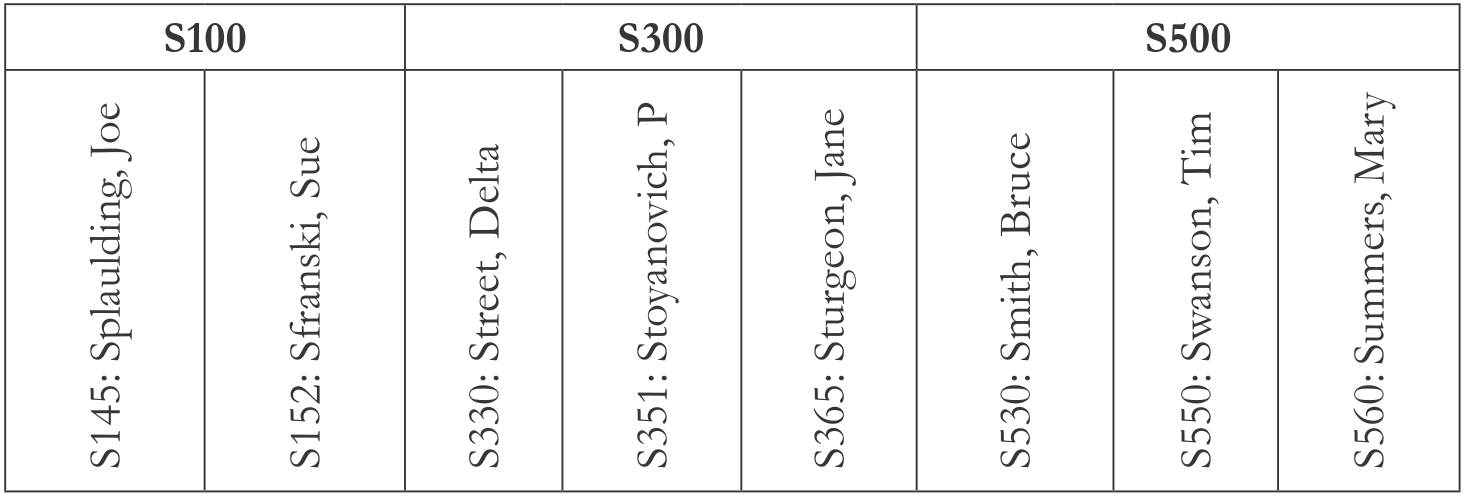 S100
S300
S500
S145: Splaulding, Joe
S152: Sfranski, Sue
S330: Street, Delta
S351: Stoyanovich, P
S365: Sturgeon, Jane
S530: Smith, Bruce
S550: Swanson, Tim
S560: Summers, Mary